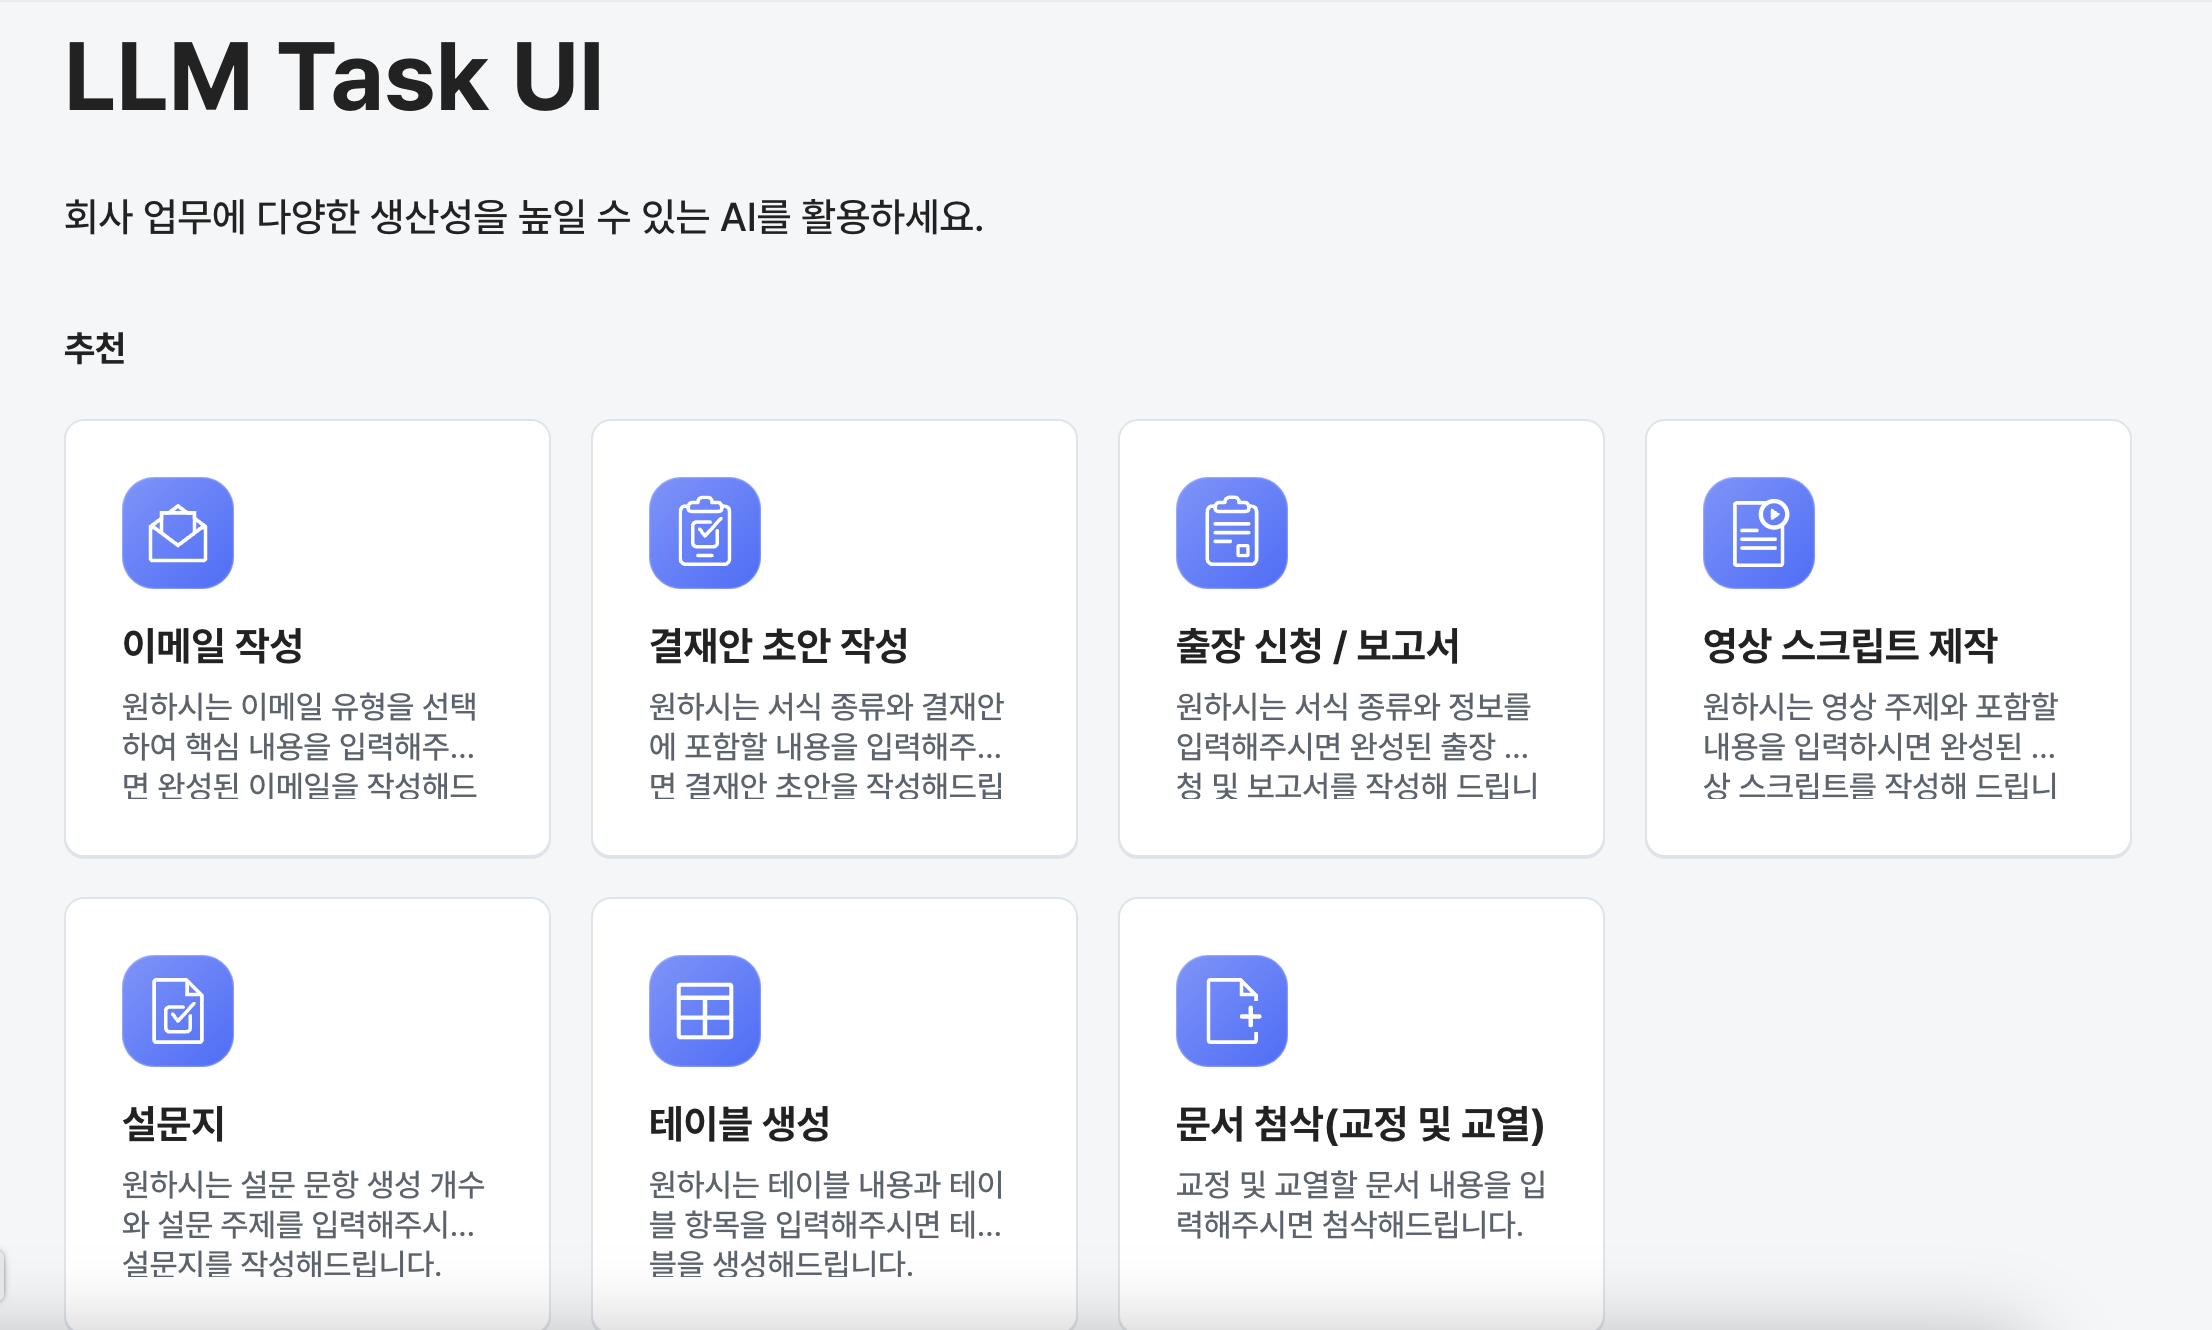 LLM Task UI
회사 업무에 다양한 생산성을 높일 수 있는 AI를 활용하세요.
추천
이메일 작성
원하시는 이메일 유형을 선택
하여 핵심 내용을 입력해주...
면 완성된 이메일을 작성해드
결재안 초안 작성
원하시는 서식 종류와 결재안
에 포함할 내용을 입력해주...
면 결재안 초안을 작성해드립
출장 신청 / 보고서
원하시는 서식 종류와 정보를
입력해주시면 완성된 출장 ...
청 및 보고서를 작성해 드립니
영상 스크립트 제작
원하시는 영상 주제와 포함할
내용을 입력하시면 완성된 ...
상 스크립트를 작성해 드립니
설문지
원하시는 설문 문항 생성 개수
와 설문 주제를 입력해주시...
설문지를 작성해드립니다.
테이블 생성
원하시는 테이블 내용과 테이
블 항목을 입력해주시면 테...
블을 생성해드립니다.
문서 첨삭(교정 및 교열)
교정 및 교열할 문서 내용을 입
력해주시면 첨삭해드립니다.